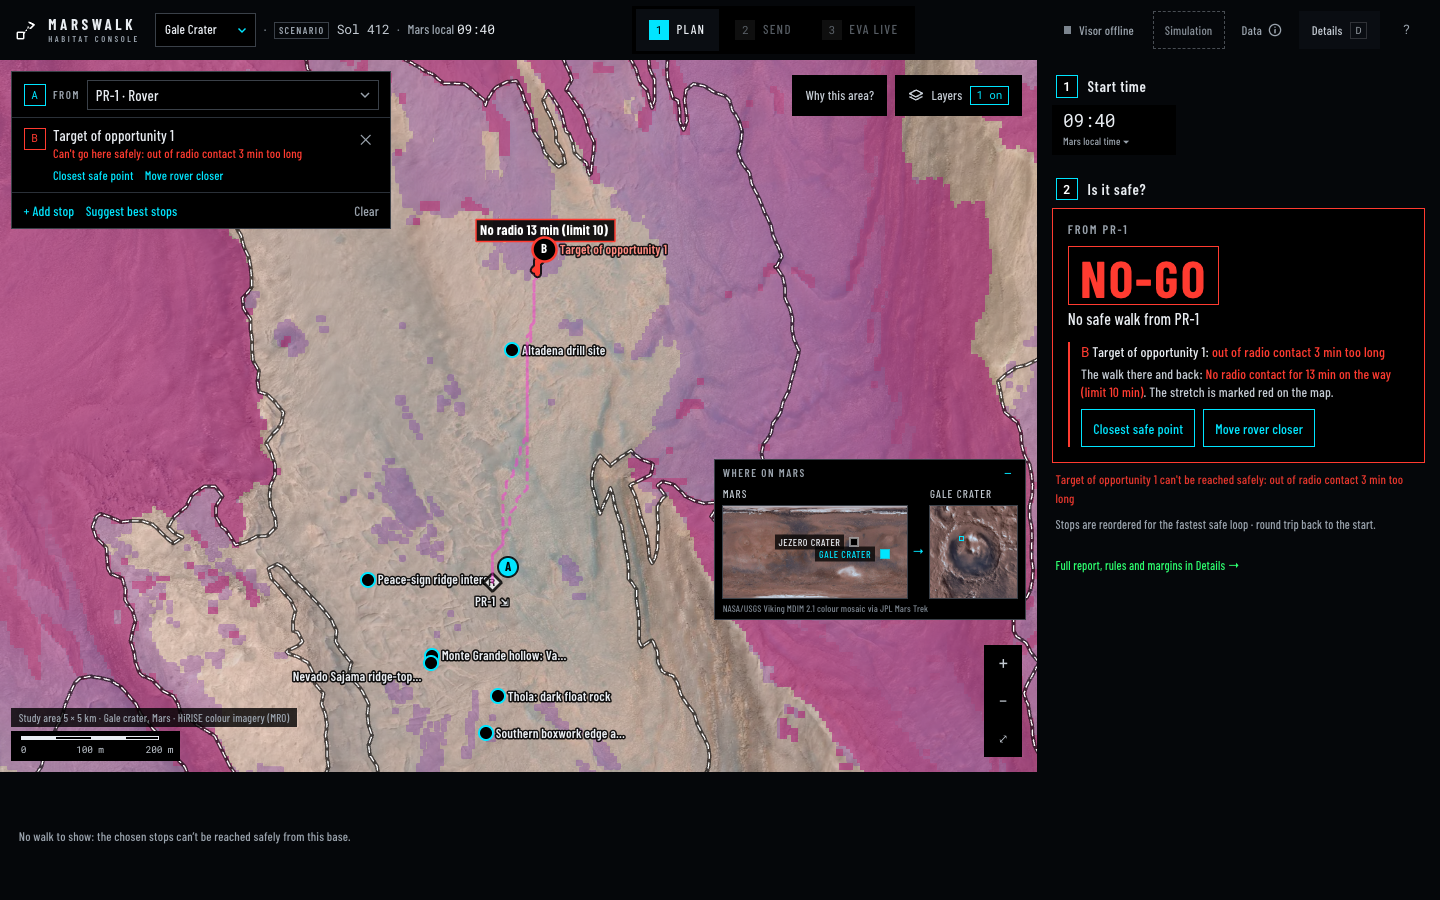 MARSWALK
HABITAT CONSOLE
Gale Crater
· SCENARIO Sol 412 · Mars local 09:40
1 PLAN
2 SEND
3 EVA LIVE
Visor offline
Simulation
Data
Details D
?
A FROM PR-1 · Rover
B Target of opportunity 1
Can't go here safely: out of radio contact 3 min too long
Closest safe point Move rover closer
+ Add stop Suggest best stops Clear
Why this area?
Layers 1 on
No radio 13 min (limit 10)
B Target of opportunity 1
Altadena drill site
A
Peace-sign ridge inter
PR-1
Monte Grande hollow: Va...
Nevado Sajama ridge-top...
Thola: dark float rock
Southern boxwork edge a...
WHERE ON MARS
MARS
GALE CRATER
JEZERO CRATER
GALE CRATER
→
NASA/USGS Viking MDIM 2.1 colour mosaic via JPL Mars Trek
+
−
Study area 5 × 5 km · Gale crater, Mars · HiRISE colour imagery (MRO)
0 100 m 200 m
1 Start time
09:40
Mars local time
2 Is it safe?
FROM PR-1
NO-GO
No safe walk from PR-1
B Target of opportunity 1: out of radio contact 3 min too long
The walk there and back: No radio contact for 13 min on the way
(limit 10 min). The stretch is marked red on the map.
Closest safe point
Move rover closer
Target of opportunity 1 can't be reached safely: out of radio contact 3 min too
long
Stops are reordered for the fastest safe loop · round trip back to the start.
Full report, rules and margins in Details →
No walk to show: the chosen stops can't be reached safely from this base.